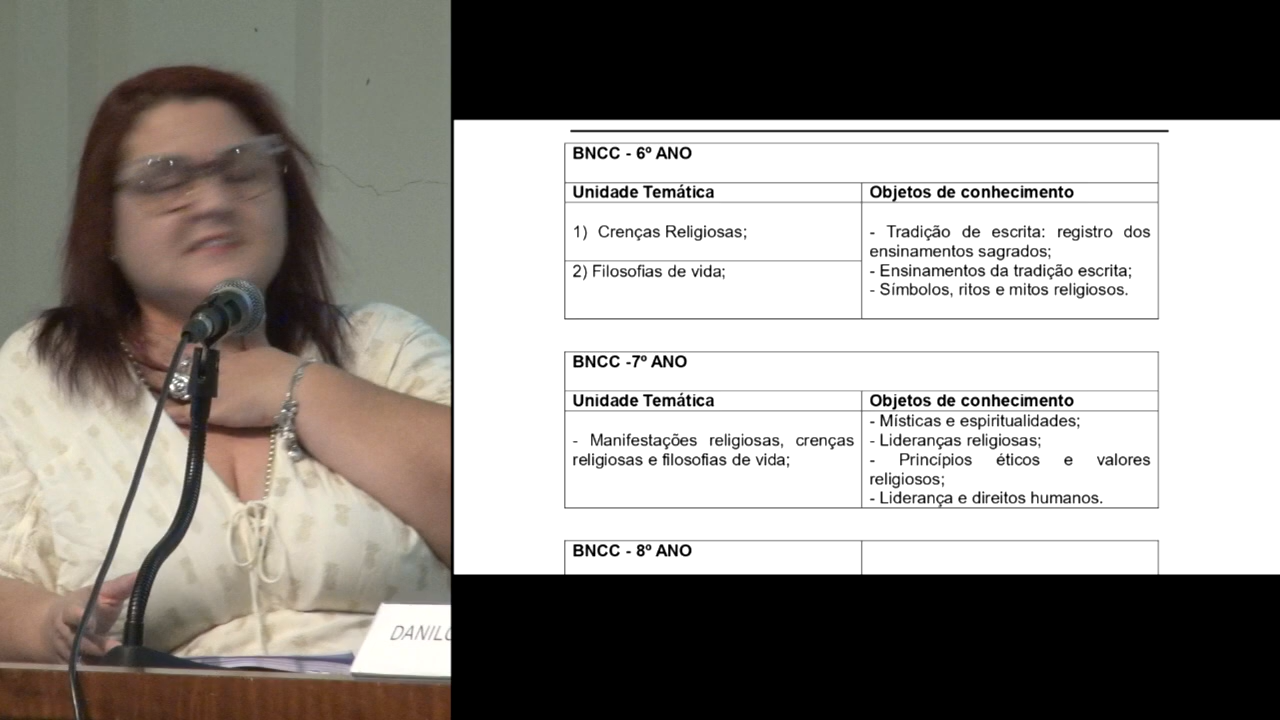 BNCC - 6º ANO
Unidade Temática
Objetos de conhecimento
1) Crenças Religiosas;
2) Filosofias de vida;
- Tradição de escrita: registro dos
ensinamentos sagrados;
- Ensinamentos da tradição escrita;
- Símbolos, ritos e mitos religiosos.
BNCC -7º ANO
Unidade Temática
Objetos de conhecimento
- Manifestações religiosas, crenças
religiosas e filosofias de vida;
- Místicas e espiritualidades;
- Lideranças religiosas;
- Princípios éticos e valores
religiosos;
- Liderança e direitos humanos.
BNCC - 8º ANO
DANILO